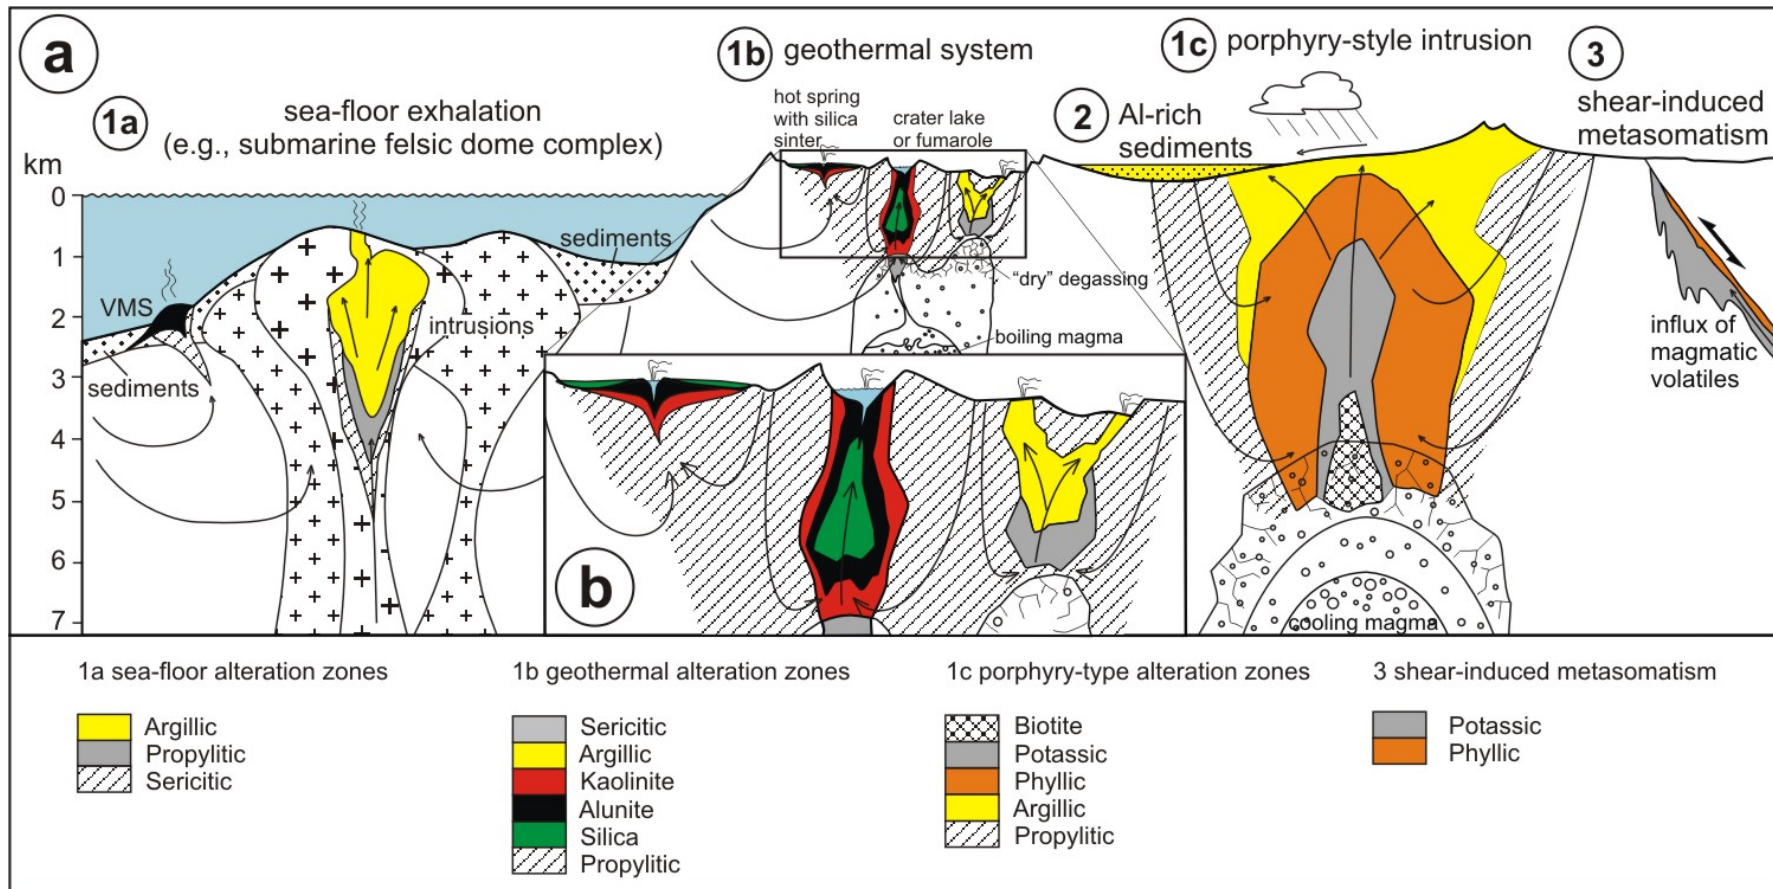 a
1a
sea-floor exhalation
(e.g., submarine felsic dome complex)
1b
geothermal system
hot spring
with silica
sinter
crater lake
or fumarole
1c
porphyry-style intrusion
2
Al-rich
sediments
3
shear-induced
metasomatism
km
0
1
2
3
4
5
6
7
VMS
sediments
sediments
intrusions
"dry" degassing
boiling magma
influx of
magmatic
volatiles
b
cooling magma
1a sea-floor alteration zones
Argillic
Propylitic
Sericitic
1b geothermal alteration zones
Sericitic
Argillic
Kaolinite
Alunite
Silica
Propylitic
1c porphyry-type alteration zones
Biotite
Potassic
Phyllic
Argillic
Propylitic
3 shear-induced metasomatism
Potassic
Phyllic